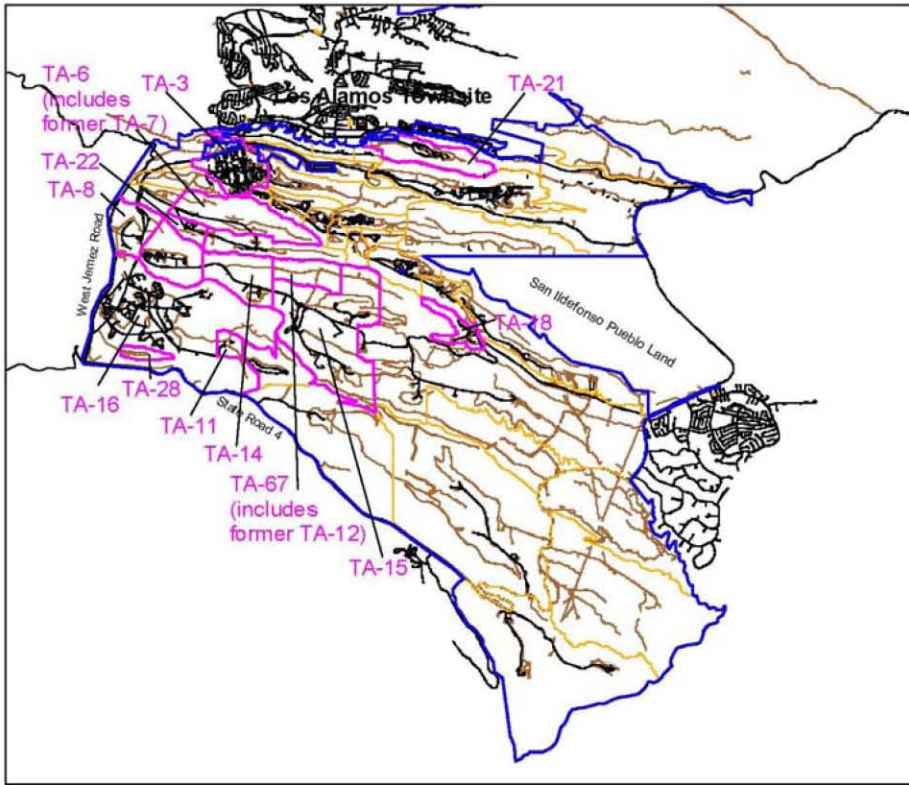 TA-6
(includes
former TA-7)
TA-3
TA-21
Los Alamos Townsite
TA-22
TA-8
West Jemez Road
San Ildefonso Pueblo Land
TA-18
TA-28
TA-16
State Road 4
TA-11
TA-14
TA-67
(includes
former TA-12)
TA-15